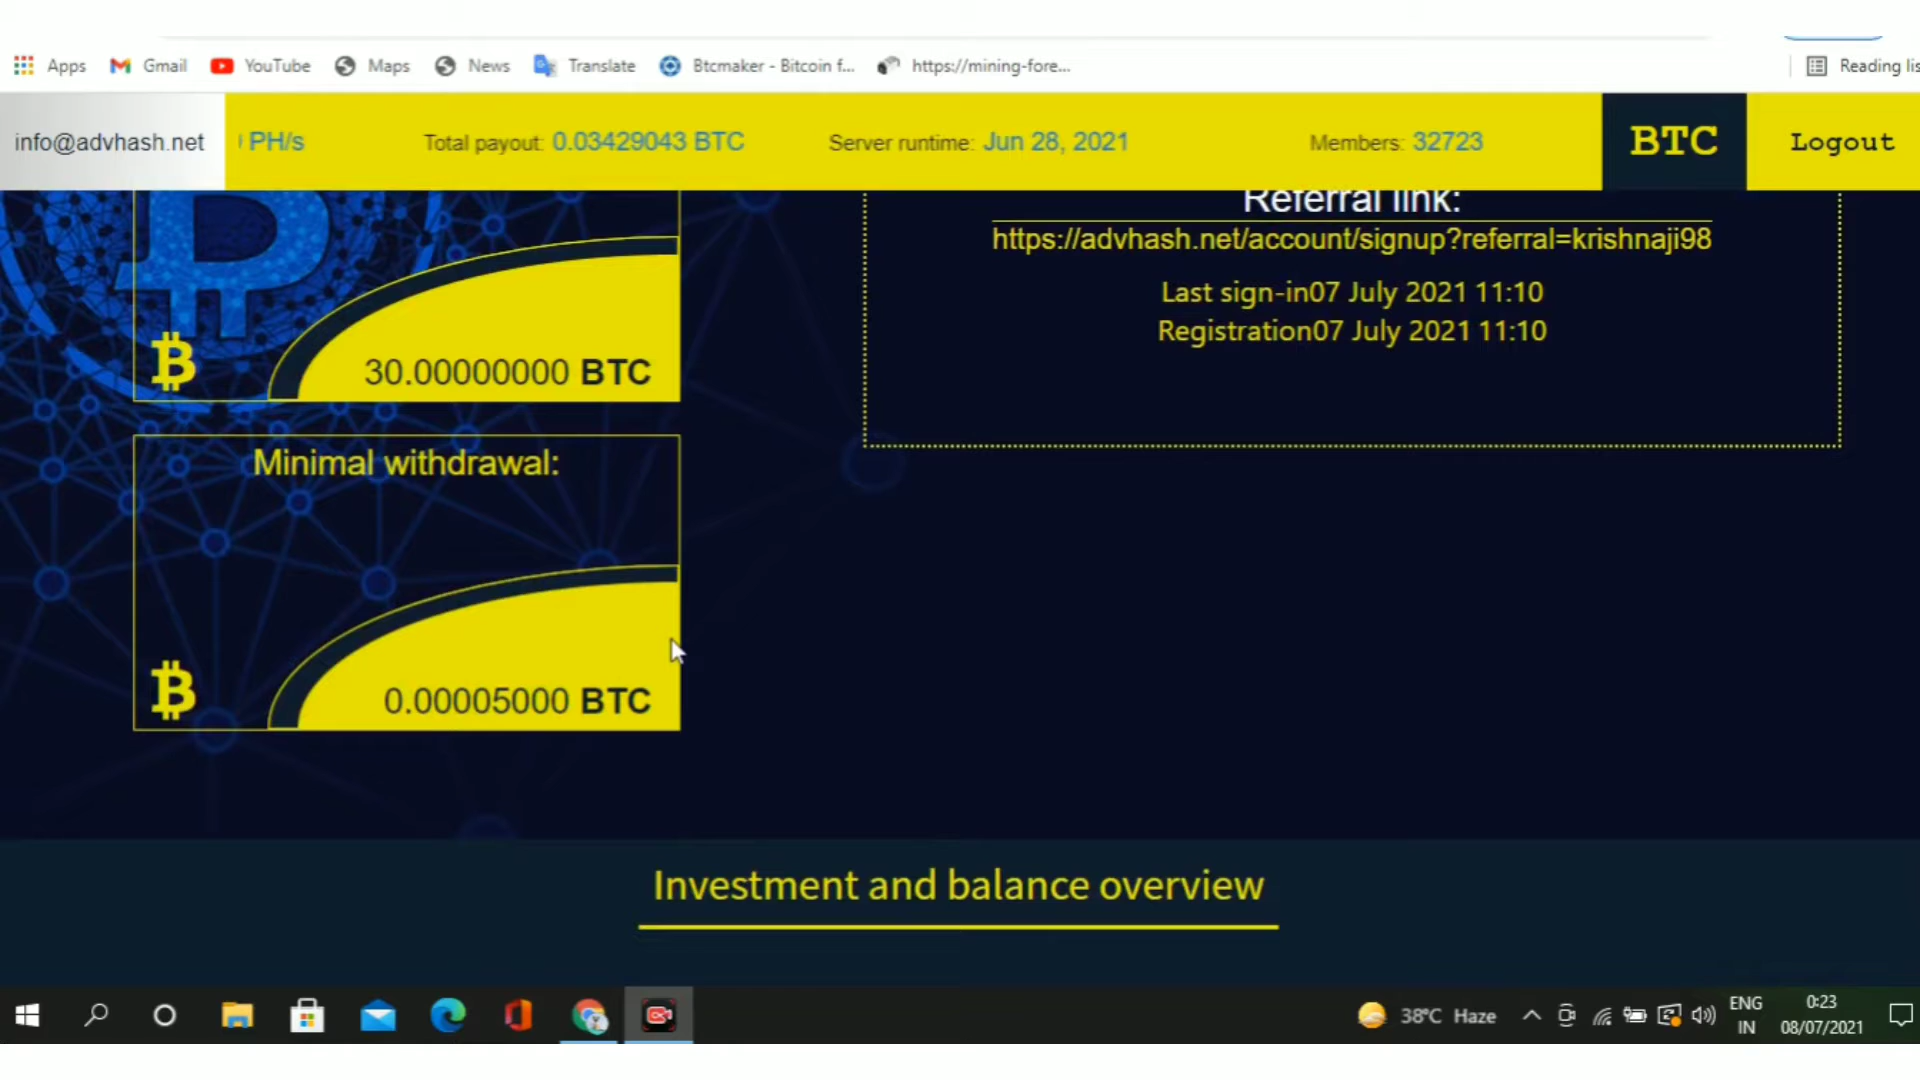 Apps Gmail YouTube Maps News Translate Btcmaker - Bitcoin f... https://mining-fore... Reading lis
info@advhash.net PH/s Total payout: 0.03429043 BTC Server runtime: Jun 28, 2021 Members: 32723 BTC Logout
Referral link:
https://advhash.net/account/signup?referral=krishnaji98
Last sign-in07 July 2021 11:10
Registration07 July 2021 11:10
30.00000000 BTC
Minimal withdrawal:
0.00005000 BTC
Investment and balance overview
38°C Haze ENG IN 0:23 08/07/2021